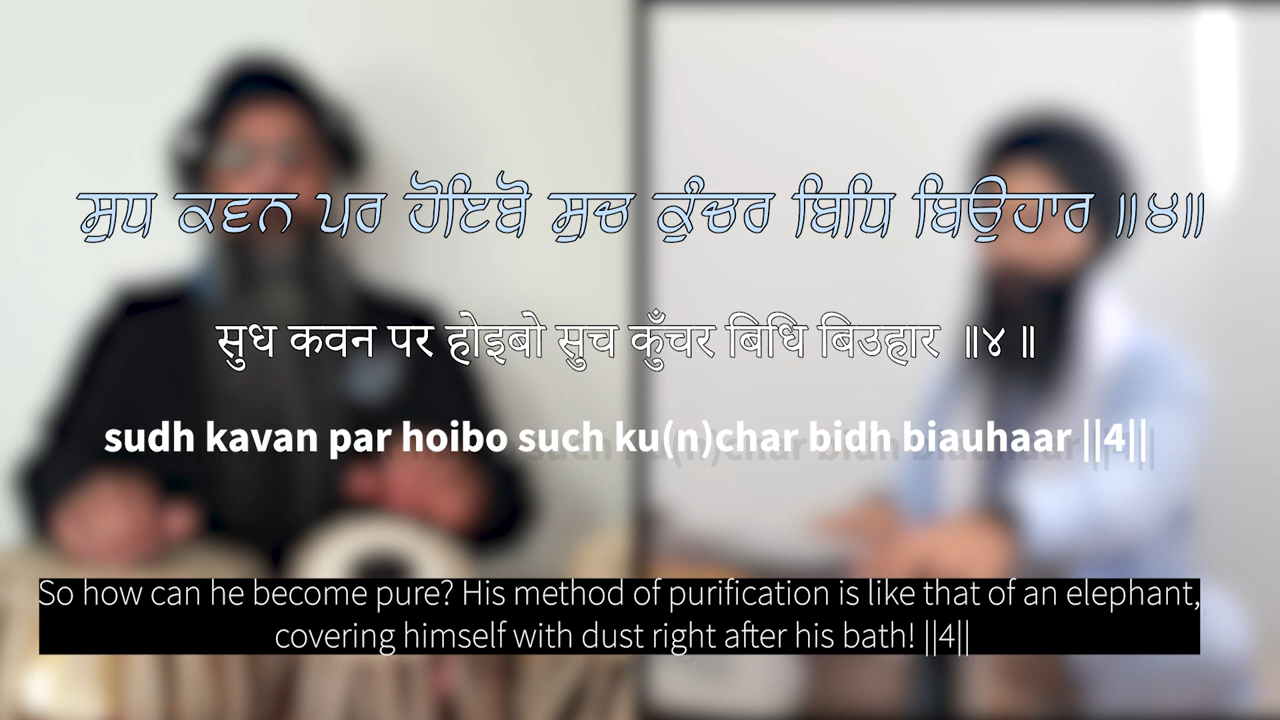 ਸੁਧ ਕਵਨ ਪਰ ਹੋਇਬੋ ਸੁਚ ਕੁੰਚਰ ਬਿਧਿ ਬਿਉਹਾਰ ॥੪॥
सुध कवन पर होइबो सुच कुँचर बिधि बिउहार ॥४॥
sudh kavan par hoibo such ku(n)char bidh biauhaar ||4||
So how can he become pure? His method of purification is like that of an elephant,
covering himself with dust right after his bath! ||4||